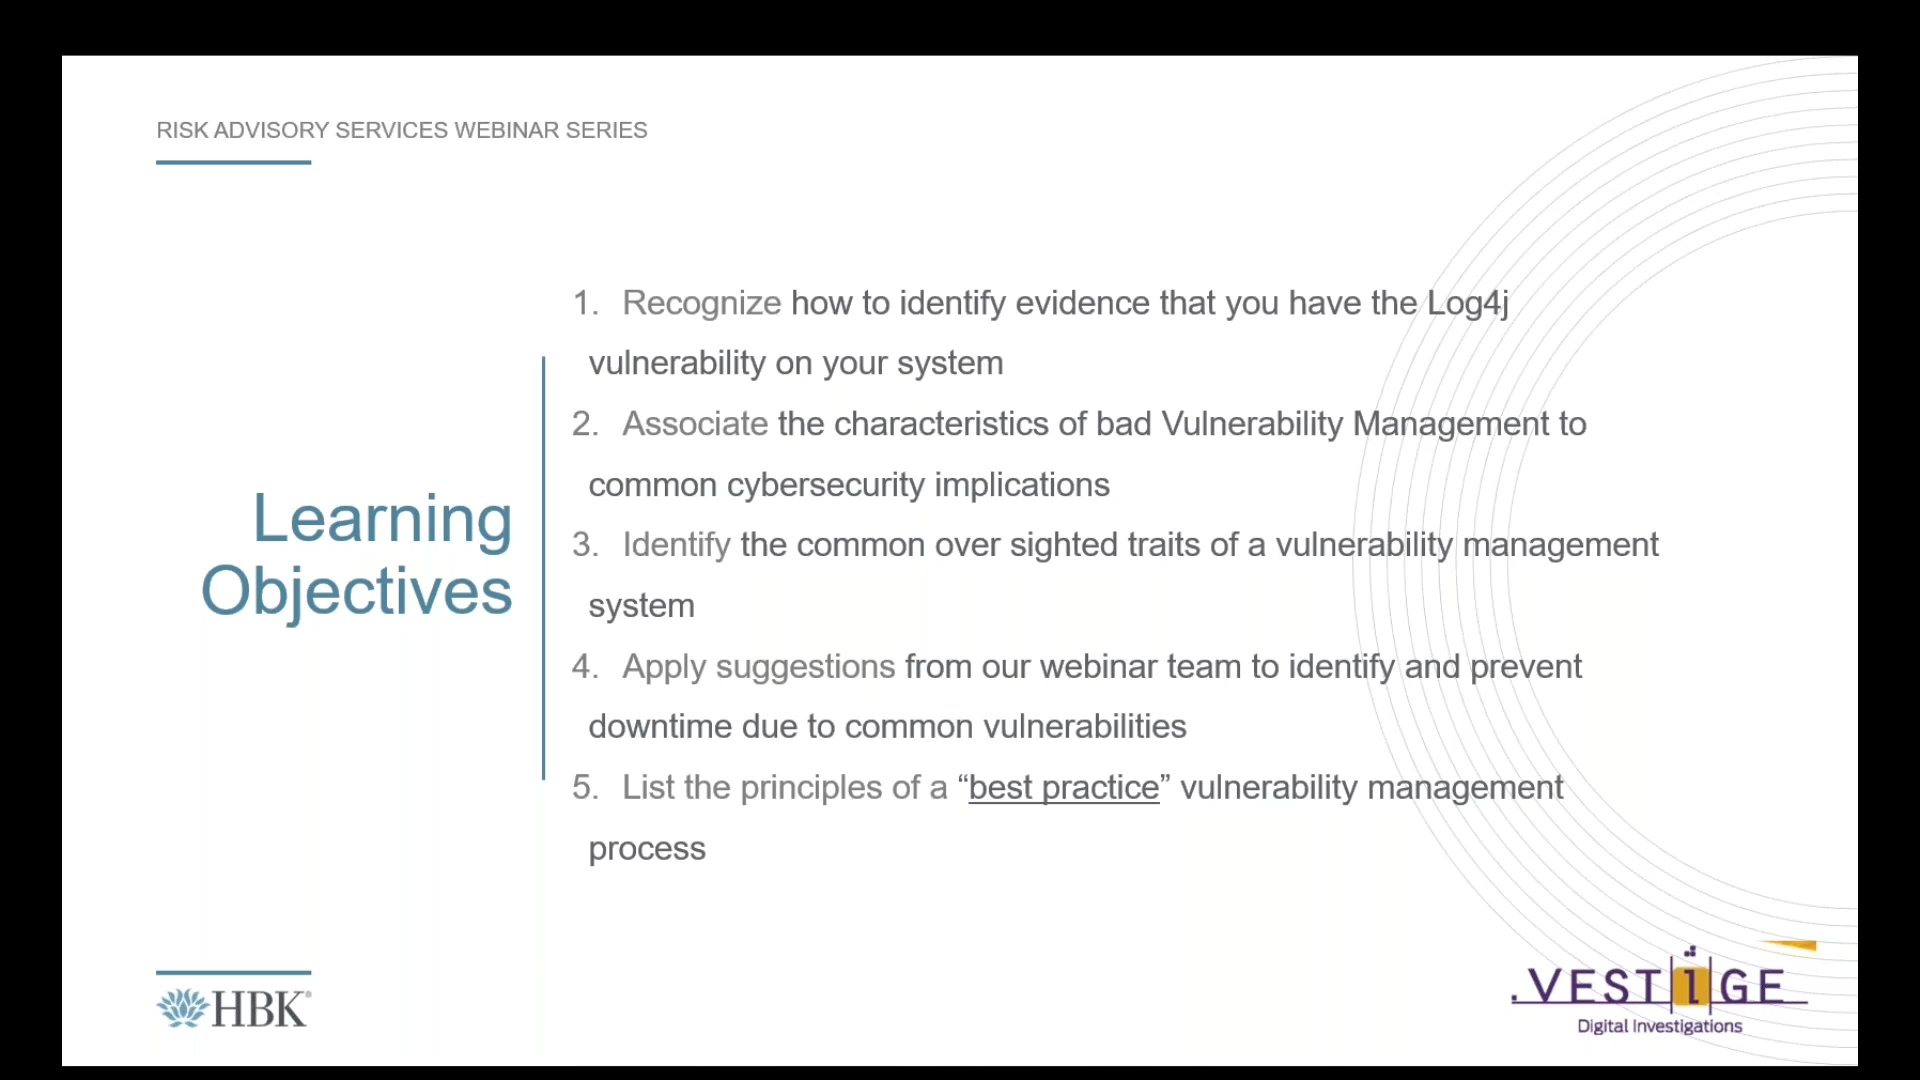 RISK ADVISORY SERVICES WEBINAR SERIES
Learning
Objectives
1. Recognize how to identify evidence that you have the Log4j
vulnerability on your system
2. Associate the characteristics of bad Vulnerability Management to
common cybersecurity implications
3. Identify the common over sighted traits of a vulnerability management
system
4. Apply suggestions from our webinar team to identify and prevent
downtime due to common vulnerabilities
5. List the principles of a “best practice” vulnerability management
process
HBK®
.VESTIGE
Digital Investigations